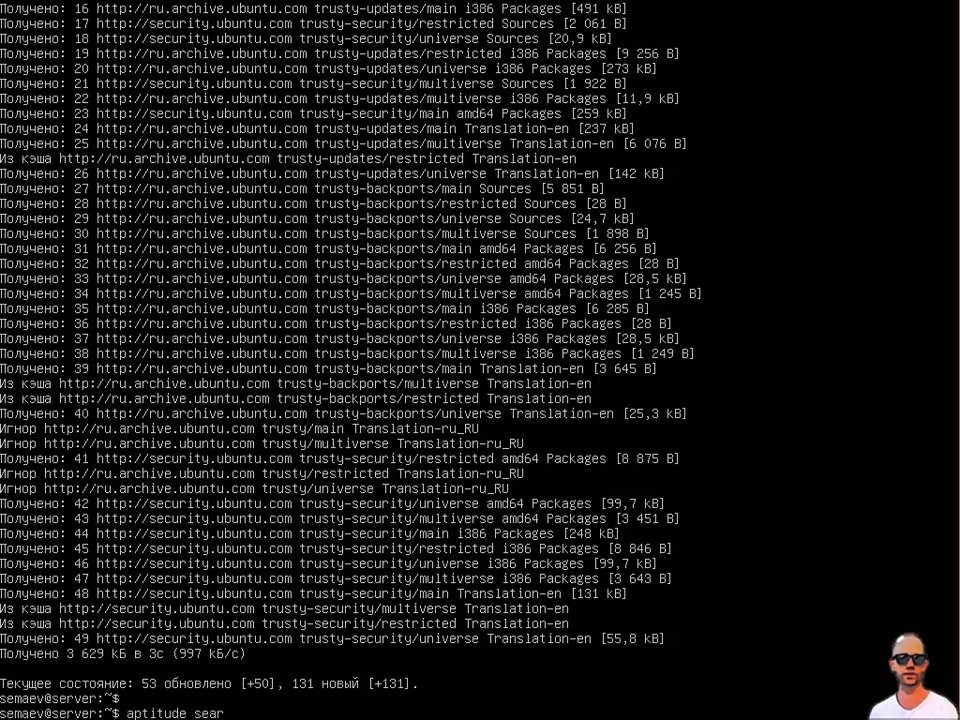 Получено: 16 http://ru.archive.ubuntu.com trusty-updates/main i386 Packages [491 kB]
Получено: 17 http://security.ubuntu.com trusty-security/restricted Sources [2 061 B]
Получено: 18 http://security.ubuntu.com trusty-security/universe Sources [20,9 kB]
Получено: 19 http://ru.archive.ubuntu.com trusty-updates/restricted i386 Packages [9 256 B]
Получено: 20 http://ru.archive.ubuntu.com trusty-updates/universe i386 Packages [273 kB]
Получено: 21 http://security.ubuntu.com trusty-security/multiverse Sources [1 922 B]
Получено: 22 http://ru.archive.ubuntu.com trusty-updates/multiverse i386 Packages [11,9 kB]
Получено: 23 http://security.ubuntu.com trusty-security/main amd64 Packages [259 kB]
Получено: 24 http://ru.archive.ubuntu.com trusty-updates/main Translation-en [237 kB]
Получено: 25 http://ru.archive.ubuntu.com trusty-updates/multiverse Translation-en [6 076 B]
Из кэша http://ru.archive.ubuntu.com trusty-updates/restricted Translation-en
Получено: 26 http://ru.archive.ubuntu.com trusty-updates/universe Translation-en [142 kB]
Получено: 27 http://ru.archive.ubuntu.com trusty-backports/main Sources [5 851 B]
Получено: 28 http://ru.archive.ubuntu.com trusty-backports/restricted Sources [28 B]
Получено: 29 http://ru.archive.ubuntu.com trusty-backports/universe Sources [24,7 kB]
Получено: 30 http://ru.archive.ubuntu.com trusty-backports/multiverse Sources [1 898 B]
Получено: 31 http://ru.archive.ubuntu.com trusty-backports/main amd64 Packages [6 256 B]
Получено: 32 http://ru.archive.ubuntu.com trusty-backports/restricted amd64 Packages [28 B]
Получено: 33 http://ru.archive.ubuntu.com trusty-backports/universe amd64 Packages [28,5 kB]
Получено: 34 http://ru.archive.ubuntu.com trusty-backports/multiverse amd64 Packages [1 245 B]
Получено: 35 http://ru.archive.ubuntu.com trusty-backports/main i386 Packages [6 285 B]
Получено: 36 http://ru.archive.ubuntu.com trusty-backports/restricted i386 Packages [28 B]
Получено: 37 http://ru.archive.ubuntu.com trusty-backports/universe i386 Packages [28,5 kB]
Получено: 38 http://ru.archive.ubuntu.com trusty-backports/multiverse i386 Packages [1 249 B]
Получено: 39 http://ru.archive.ubuntu.com trusty-backports/main Translation-en [3 645 B]
Из кэша http://ru.archive.ubuntu.com trusty-backports/multiverse Translation-en
Из кэша http://ru.archive.ubuntu.com trusty-backports/restricted Translation-en
Получено: 40 http://ru.archive.ubuntu.com trusty-backports/universe Translation-en [25,3 kB]
Игнор http://ru.archive.ubuntu.com trusty/main Translation-ru_RU
Игнор http://ru.archive.ubuntu.com trusty/multiverse Translation-ru_RU
Получено: 41 http://security.ubuntu.com trusty-security/restricted amd64 Packages [8 875 B]
Игнор http://ru.archive.ubuntu.com trusty/restricted Translation-ru_RU
Игнор http://ru.archive.ubuntu.com trusty/universe Translation-ru_RU
Получено: 42 http://security.ubuntu.com trusty-security/universe amd64 Packages [99,7 kB]
Получено: 43 http://security.ubuntu.com trusty-security/multiverse amd64 Packages [3 451 B]
Получено: 44 http://security.ubuntu.com trusty-security/main i386 Packages [248 kB]
Получено: 45 http://security.ubuntu.com trusty-security/restricted i386 Packages [8 846 B]
Получено: 46 http://security.ubuntu.com trusty-security/universe i386 Packages [99,7 kB]
Получено: 47 http://security.ubuntu.com trusty-security/multiverse i386 Packages [3 643 B]
Получено: 48 http://security.ubuntu.com trusty-security/main Translation-en [131 kB]
Из кэша http://security.ubuntu.com trusty-security/multiverse Translation-en
Из кэша http://security.ubuntu.com trusty-security/restricted Translation-en
Получено: 49 http://security.ubuntu.com trusty-security/universe Translation-en [55,8 kB]
Получено 3 629 kБ в 3с (997 kБ/c)
Текущее состояние: 53 обновлено [+50], 131 новый [+131].
semaev@server:~$
semaev@server:~$ aptitude sear